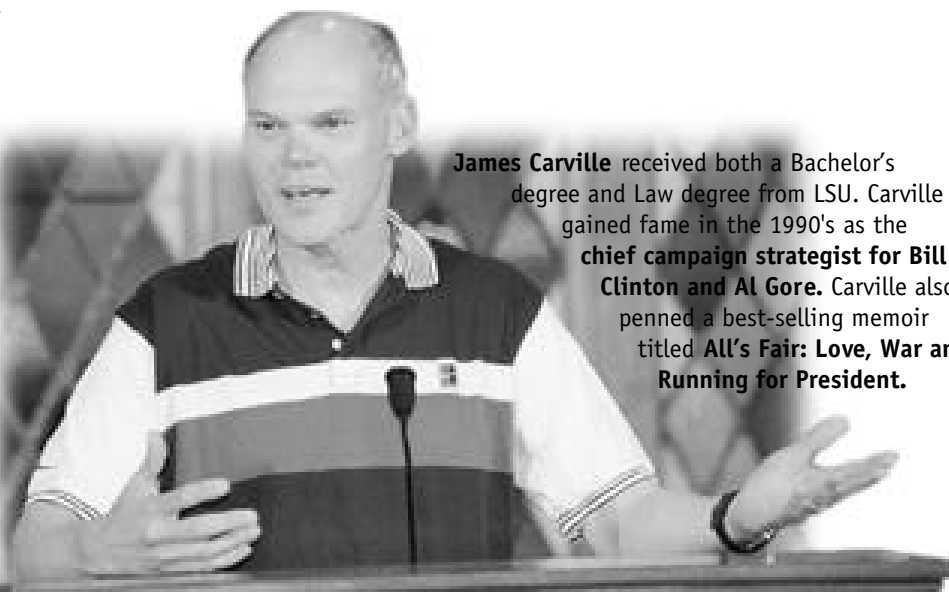 James Carville received both a Bachelor's
degree and Law degree from LSU. Carville
gained fame in the 1990's as the
chief campaign strategist for Bill
Clinton and Al Gore. Carville also
penned a best-selling memoir
titled All's Fair: Love, War an
Running for President.